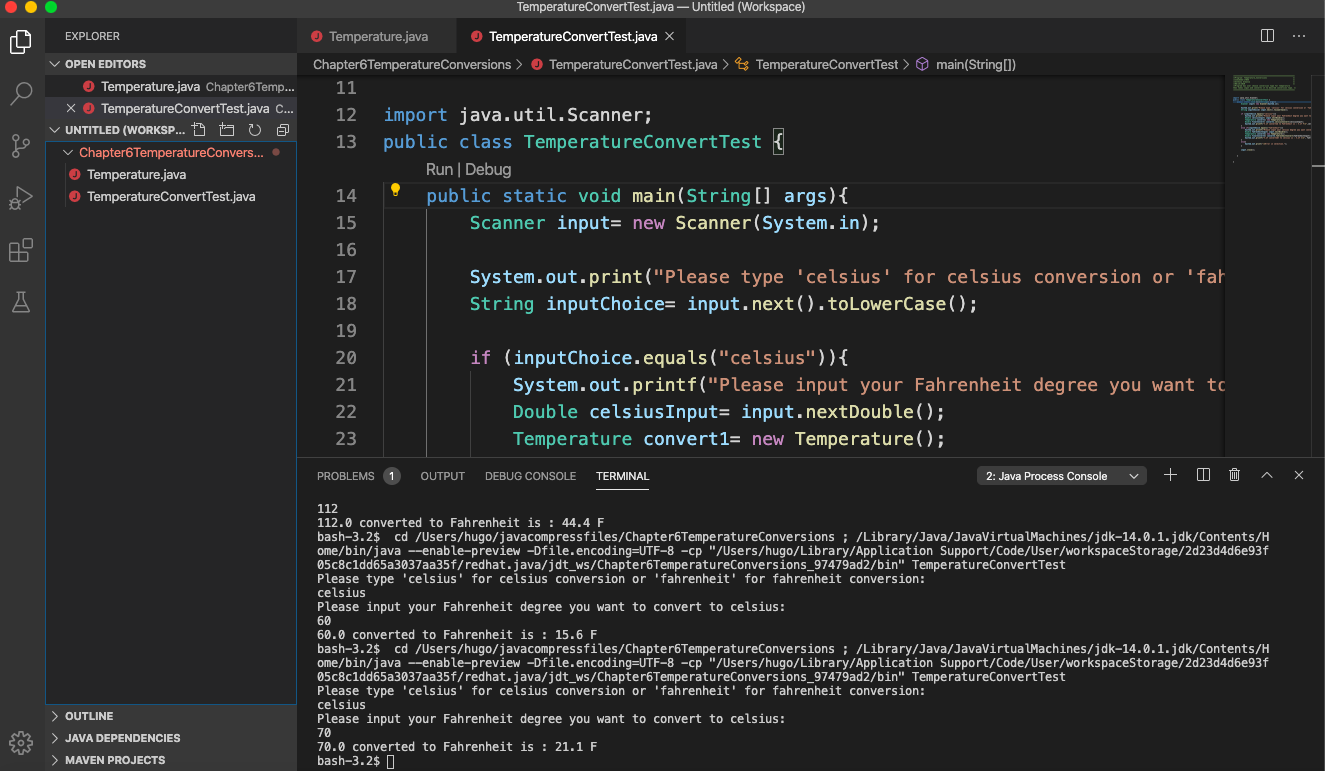 TemperatureConvertTest.java — Untitled (Workspace)
EXPLORER
OPEN EDITORS
Temperature.java Chapter6Temp...
TemperatureConvertTest.java C...
UNTITLED (WORKSP...
Chapter6TemperatureConvers...
Temperature.java
TemperatureConvertTest.java
OUTLINE
JAVA DEPENDENCIES
MAVEN PROJECTS
Temperature.java
TemperatureConvertTest.java
Chapter6TemperatureConversions > TemperatureConvertTest.java > TemperatureConvertTest > main(String[])
11
12 import java.util.Scanner;
13 public class TemperatureConvertTest {
Run | Debug
14 public static void main(String[] args){
15 Scanner input= new Scanner(System.in);
16
17 System.out.print("Please type 'celsius' for celsius conversion or 'fah
18 String inputChoice= input.next().toLowerCase();
19
20 if (inputChoice.equals("celsius")){
21 System.out.printf("Please input your Fahrenheit degree you want to
22 Double celsiusInput= input.nextDouble();
23 Temperature convert1= new Temperature();
PROBLEMS 1 OUTPUT DEBUG CONSOLE TERMINAL
2: Java Process Console
112
112.0 converted to Fahrenheit is : 44.4 F
bash-3.2$  cd /Users/hugo/javacompressfiles/Chapter6TemperatureConversions ; /Library/Java/JavaVirtualMachines/jdk-14.0.1.jdk/Contents/H
ome/bin/java --enable-preview -Dfile.encoding=UTF-8 -cp "/Users/hugo/Library/Application Support/Code/User/workspaceStorage/2d23d4d6e93f
05c8c1dd65a3037aa35f/redhat.java/jdt_ws/Chapter6TemperatureConversions_97479ad2/bin" TemperatureConvertTest
Please type 'celsius' for celsius conversion or 'fahrenheit' for fahrenheit conversion:
celsius
Please input your Fahrenheit degree you want to convert to celsius:
60
60.0 converted to Fahrenheit is : 15.6 F
bash-3.2$  cd /Users/hugo/javacompressfiles/Chapter6TemperatureConversions ; /Library/Java/JavaVirtualMachines/jdk-14.0.1.jdk/Contents/H
ome/bin/java --enable-preview -Dfile.encoding=UTF-8 -cp "/Users/hugo/Library/Application Support/Code/User/workspaceStorage/2d23d4d6e93f
05c8c1dd65a3037aa35f/redhat.java/jdt_ws/Chapter6TemperatureConversions_97479ad2/bin" TemperatureConvertTest
Please type 'celsius' for celsius conversion or 'fahrenheit' for fahrenheit conversion:
celsius
Please input your Fahrenheit degree you want to convert to celsius:
70
70.0 converted to Fahrenheit is : 21.1 F
bash-3.2$